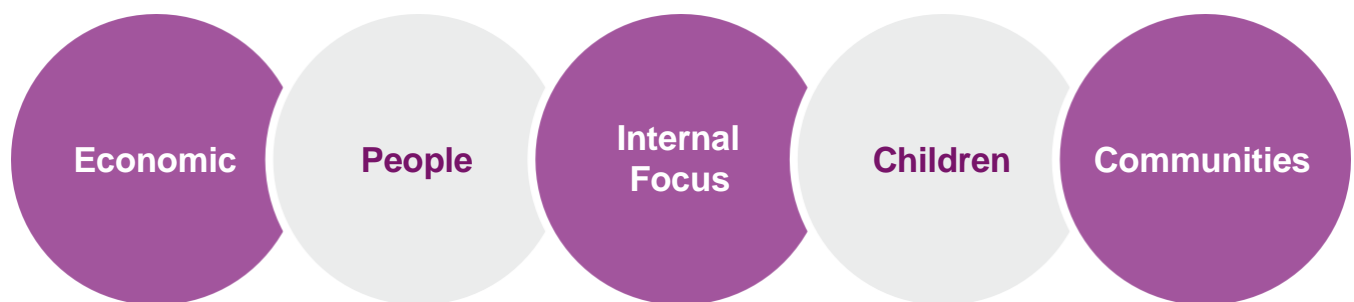 Economic
People
Internal
Focus
Children
Communities